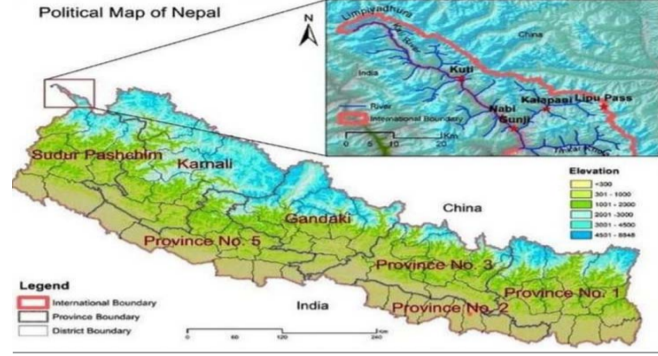 Political Map of Nepal
N
Limpiyadhura
China
India
Kuti
Kalapani
Lipu Pass
Nabi
Gunji
River
International Boundary
0 5 10 20 Km
Sudur Pashchim
Karnali
Gandaki
China
Province No. 5
Province No. 3
Province No. 1
Province No. 2
India
Elevation
<300
301 - 1000
1001 - 2000
2001 - 3000
3001 - 4500
4501 - 8848
Legend
International Boundary
Province Boundary
District Boundary
0 60 120 240